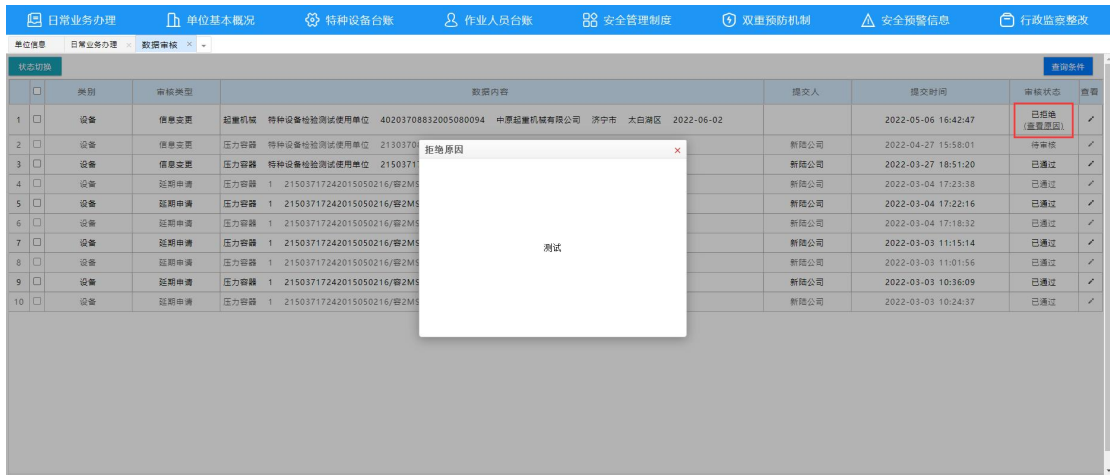 日常业务办理 单位基本概况 特种设备台账 作业人员台账 安全管理制度 双重预防机制 安全预警信息 行政监察整改
单位信息 日常业务办理 × 数据审核 ×
状态切换 查询条件
类别 审核类型 数据内容 提交人 提交时间 审核状态 查看
1 设备 信息变更 起重机械 特种设备检验测试使用单位 40203708832005080094 中原起重机械有限公司 济宁市 太白湖区 2022-06-02 2022-05-06 16:42:47 已拒绝
(查看原因)
2 设备 信息变更 压力容器 特种设备检验测试使用单位 2130370 新陆公司 2022-04-27 15:58:01 待审核
3 设备 信息变更 压力容器 特种设备检验测试使用单位 2150371 新陆公司 2022-03-27 18:51:20 已通过
4 设备 延期申请 压力容器 1 21503717242015050216/容2MS 新陆公司 2022-03-04 17:23:38 已通过
5 设备 延期申请 压力容器 1 21503717242015050216/容2MS 新陆公司 2022-03-04 17:22:16 已通过
6 设备 延期申请 压力容器 1 21503717242015050216/容2MS 新陆公司 2022-03-04 17:18:32 已通过
7 设备 延期申请 压力容器 1 21503717242015050216/容2MS 新陆公司 2022-03-03 11:15:14 已通过
8 设备 延期申请 压力容器 1 21503717242015050216/容2MS 新陆公司 2022-03-03 11:01:56 已通过
9 设备 延期申请 压力容器 1 21503717242015050216/容2MS 新陆公司 2022-03-03 10:36:09 已通过
10 设备 延期申请 压力容器 1 21503717242015050216/容2MS 新陆公司 2022-03-03 10:24:37 已通过
拒绝原因 ×
测试